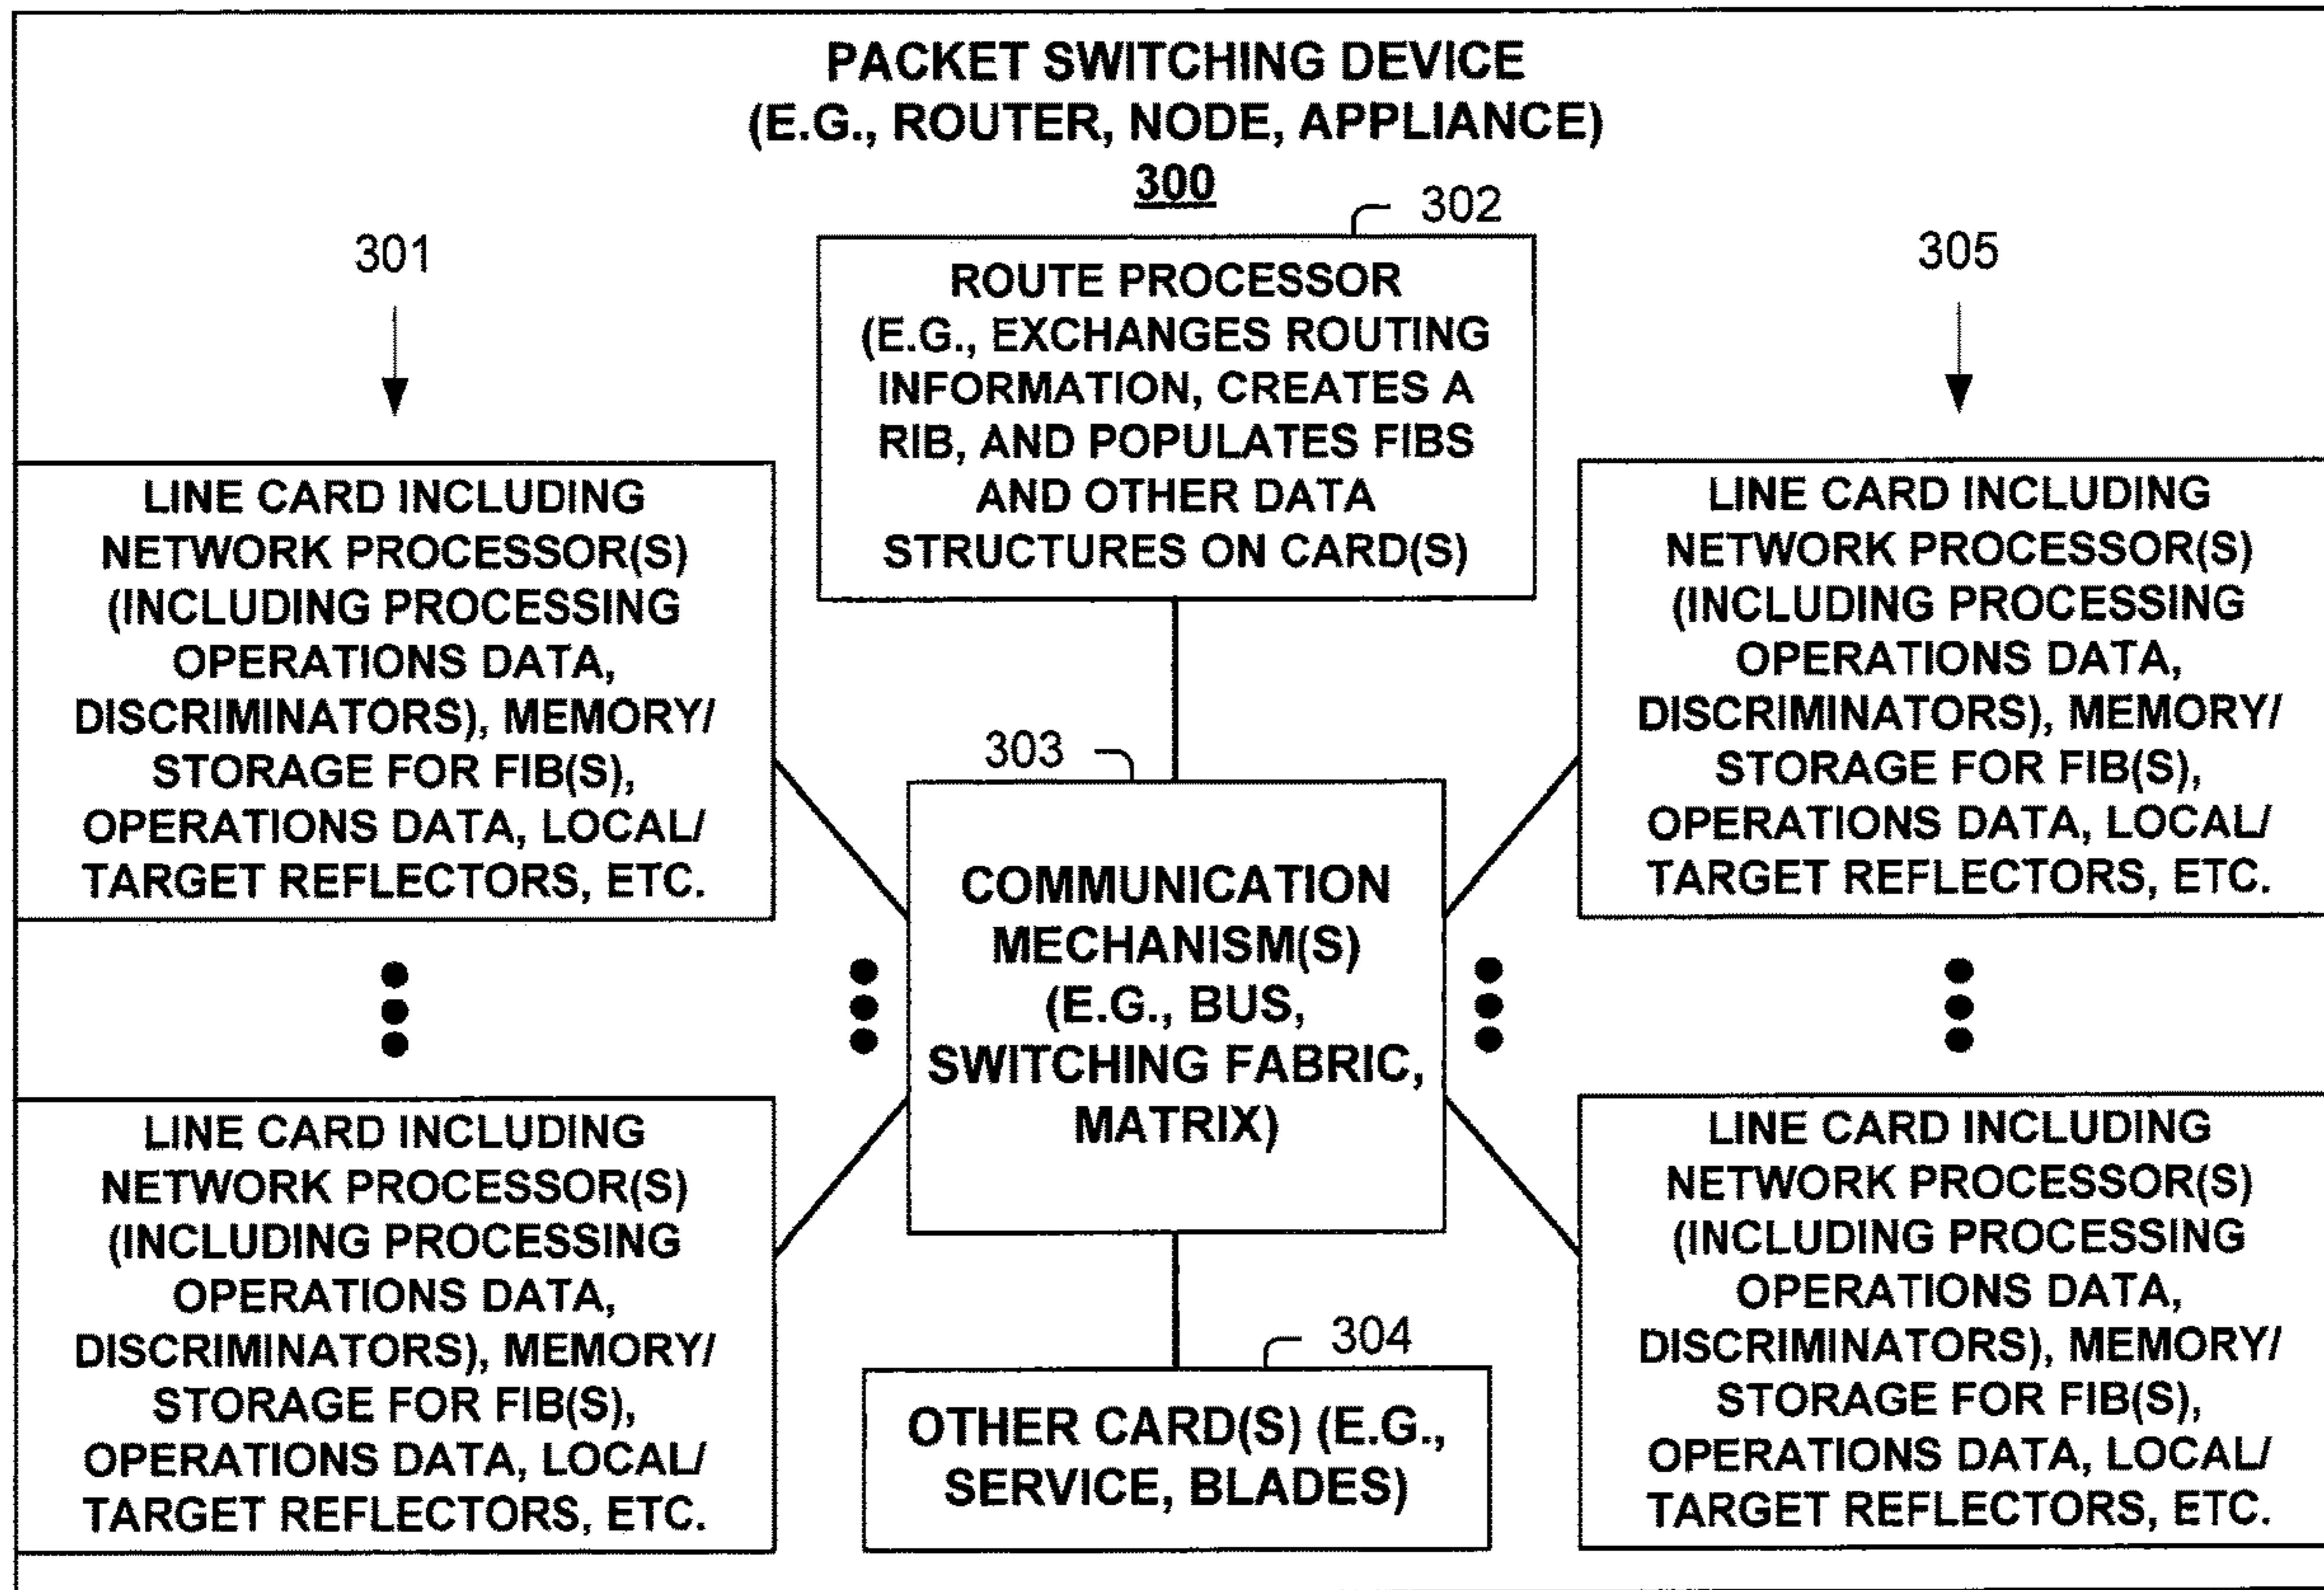 PACKET SWITCHING DEVICE
(E.G., ROUTER, NODE, APPLIANCE)
300
301
302
305
ROUTE PROCESSOR
(E.G., EXCHANGES ROUTING
INFORMATION, CREATES A
RIB, AND POPULATES FIBS
AND OTHER DATA
STRUCTURES ON CARD(S)
LINE CARD INCLUDING
NETWORK PROCESSOR(S)
(INCLUDING PROCESSING
OPERATIONS DATA,
DISCRIMINATORS), MEMORY/
STORAGE FOR FIB(S),
OPERATIONS DATA, LOCAL/
TARGET REFLECTORS, ETC.
LINE CARD INCLUDING
NETWORK PROCESSOR(S)
(INCLUDING PROCESSING
OPERATIONS DATA,
DISCRIMINATORS), MEMORY/
STORAGE FOR FIB(S),
OPERATIONS DATA, LOCAL/
TARGET REFLECTORS, ETC.
303
COMMUNICATION
MECHANISM(S)
(E.G., BUS,
SWITCHING FABRIC,
MATRIX)
LINE CARD INCLUDING
NETWORK PROCESSOR(S)
(INCLUDING PROCESSING
OPERATIONS DATA,
DISCRIMINATORS), MEMORY/
STORAGE FOR FIB(S),
OPERATIONS DATA, LOCAL/
TARGET REFLECTORS, ETC.
304
OTHER CARD(S) (E.G.,
SERVICE, BLADES)
LINE CARD INCLUDING
NETWORK PROCESSOR(S)
(INCLUDING PROCESSING
OPERATIONS DATA,
DISCRIMINATORS), MEMORY/
STORAGE FOR FIB(S),
OPERATIONS DATA, LOCAL/
TARGET REFLECTORS, ETC.